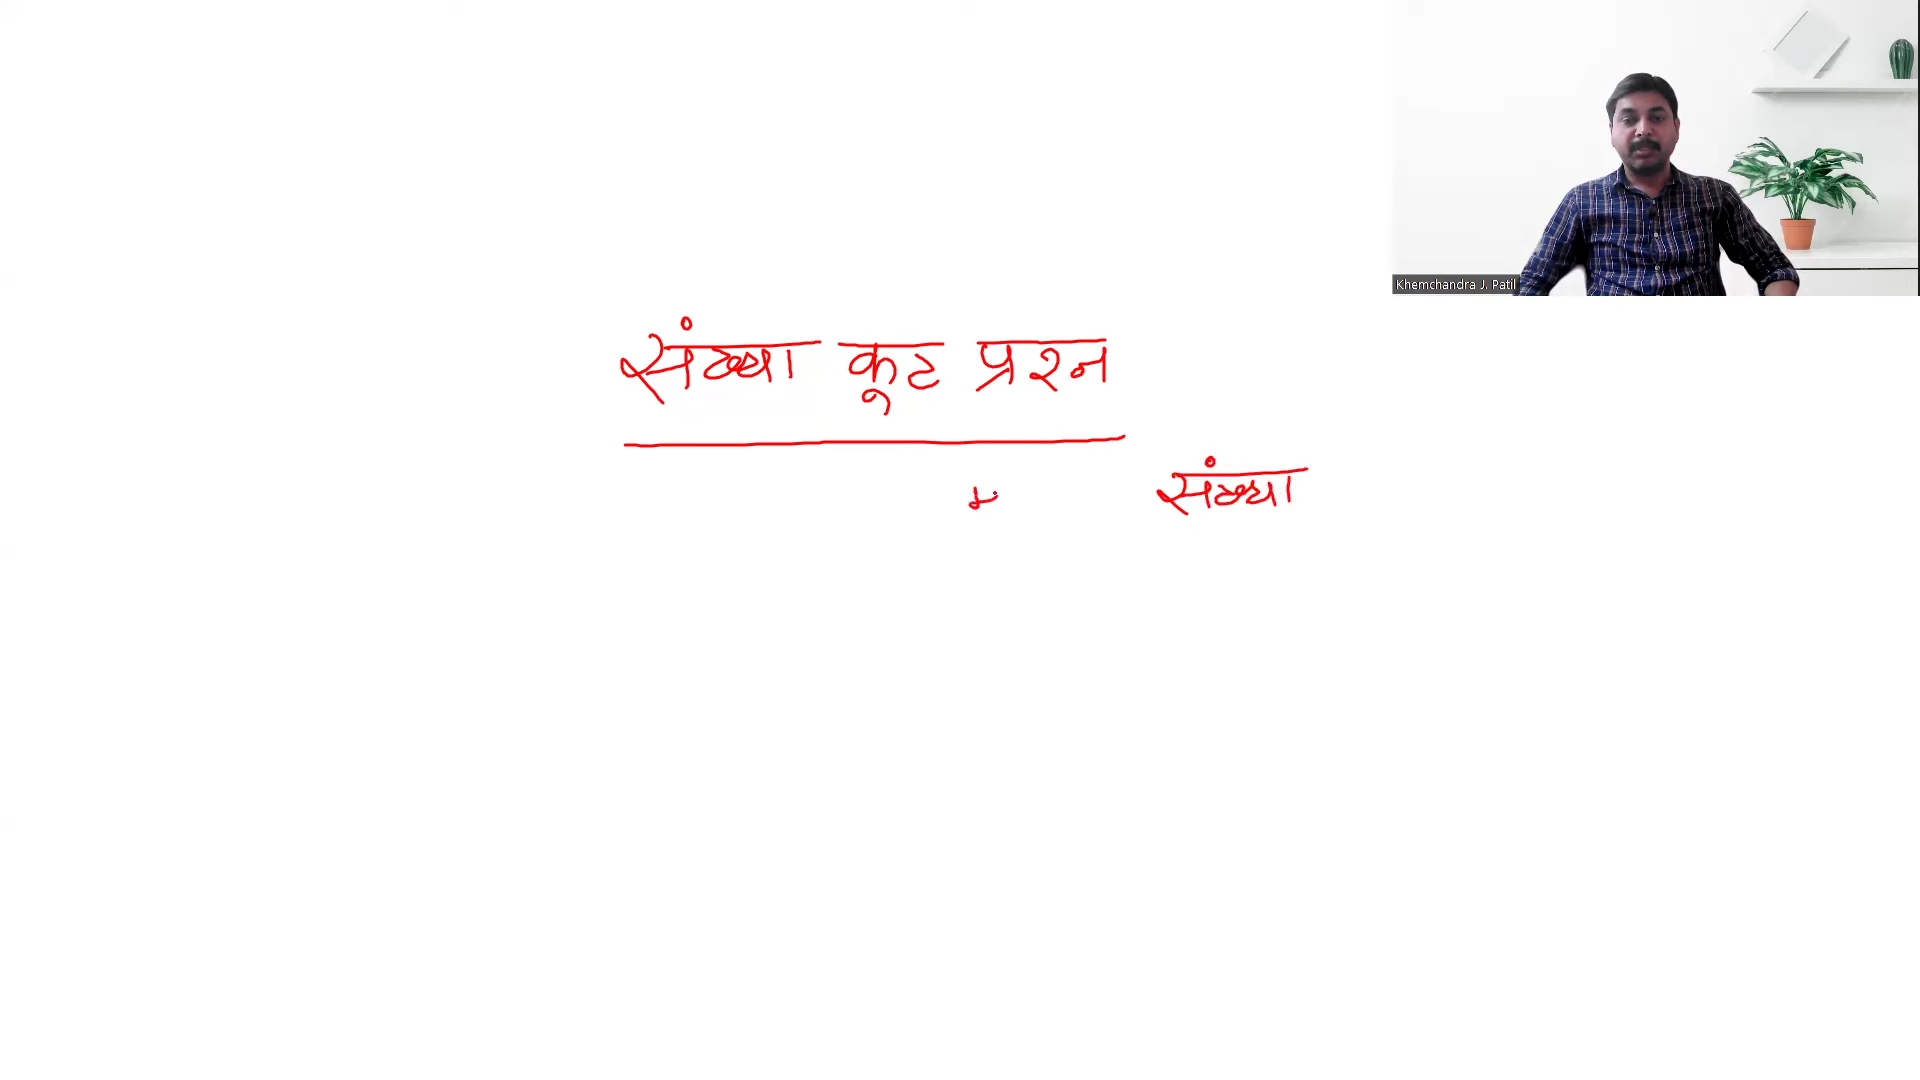 Khemchandra J. Patil
संख्या कूट प्रश्न
संख्या